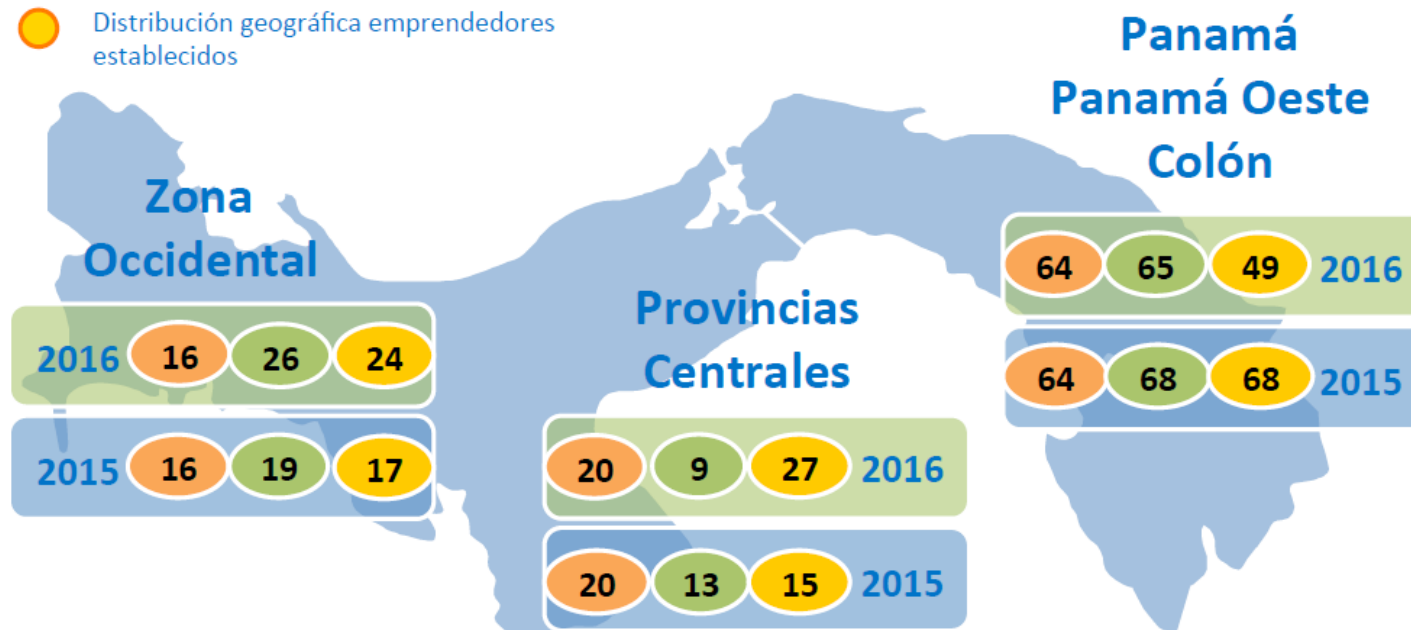 Distribución geográfica emprendedores
establecidos
Panamá
Panamá Oeste
Colón
64 65 49 2016
64 68 68 2015
Zona
Occidental
2016 16 26 24
2015 16 19 17
Provincias
Centrales
20 9 27 2016
20 13 15 2015